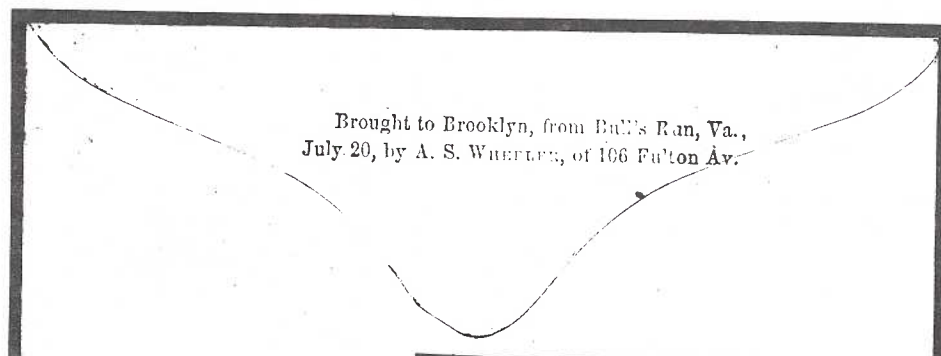 Brought to Brooklyn, from Bull's Run, Va.,
July 20, by A. S. WHEELER, of 106 Fulton Av.